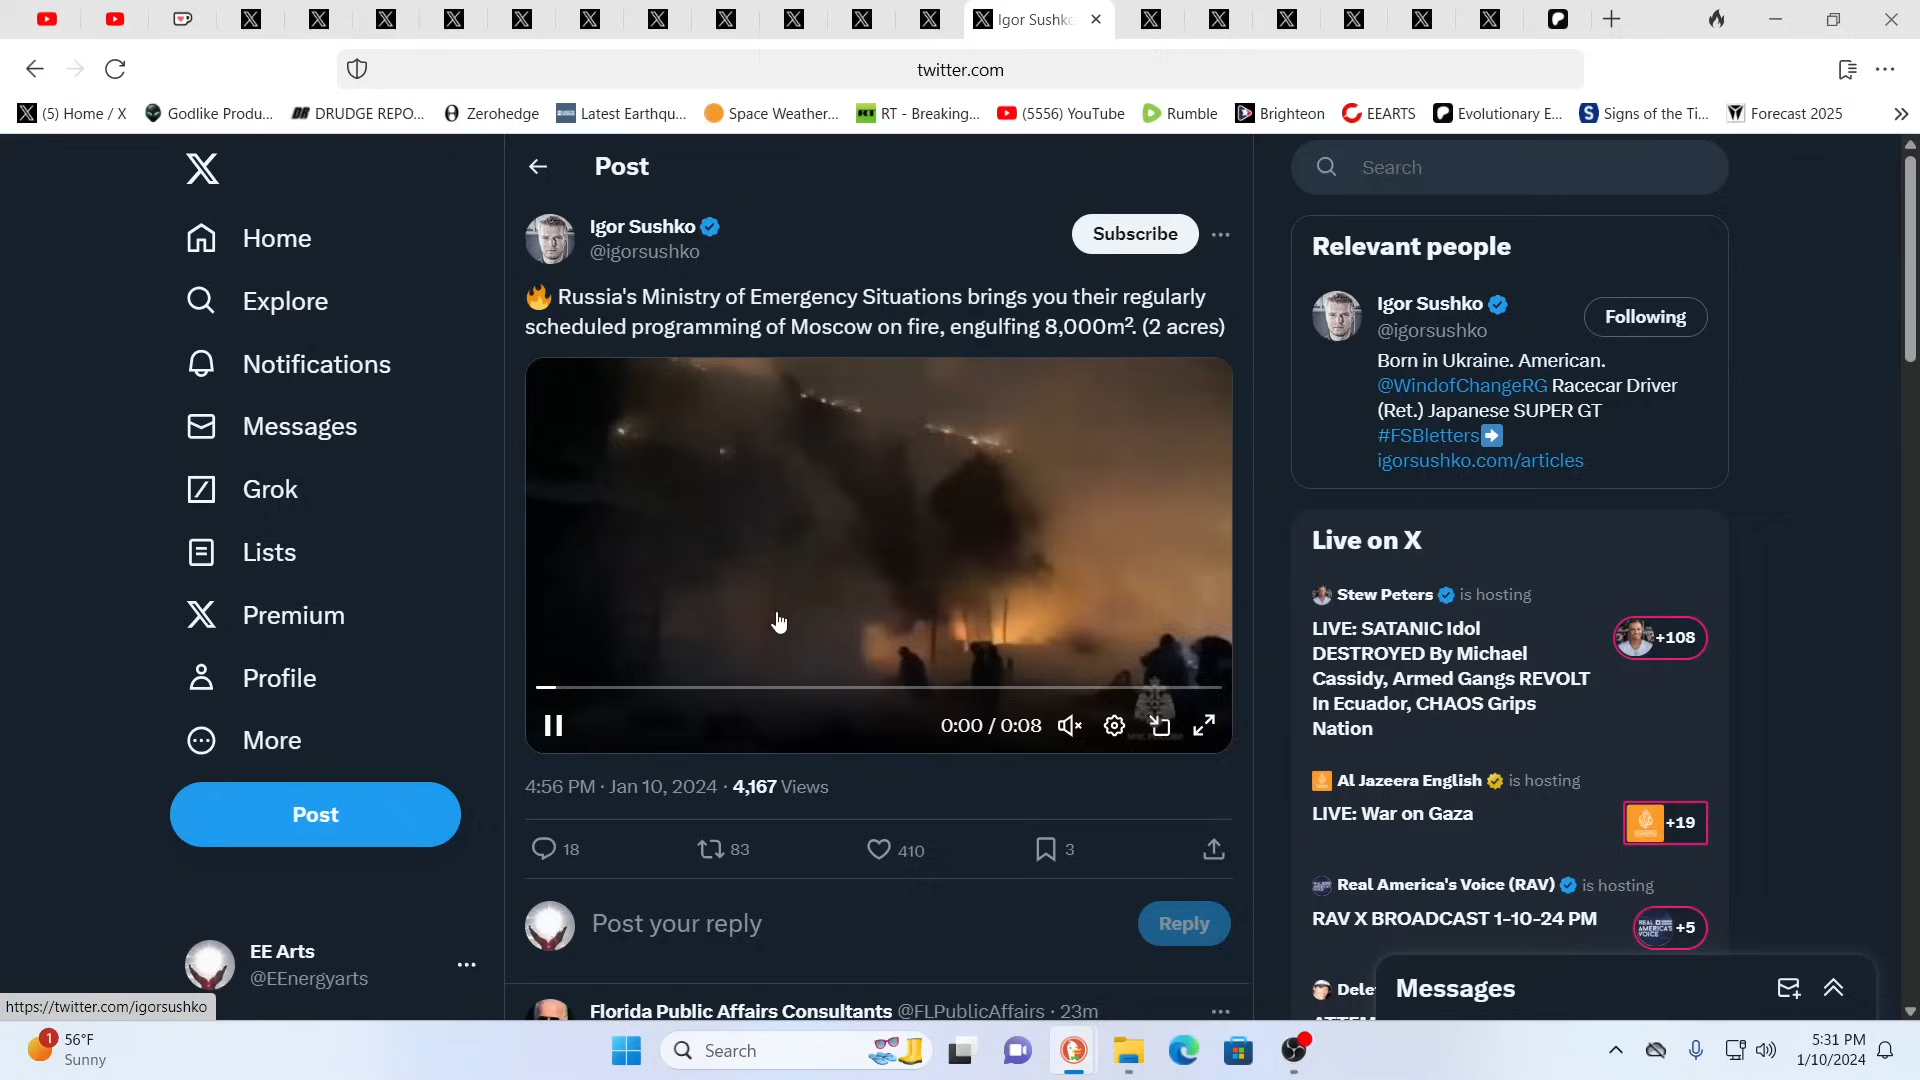 Igor Sushko
twitter.com
(5) Home / X
Godlike Produ...
DRUDGE REPO...
Zerohedge
Latest Earthqu...
Space Weather...
RT - Breaking...
(5556) YouTube
Rumble
Brighteon
EEARTS
Evolutionary E...
Signs of the Ti...
Forecast 2025
Home
Explore
Notifications
Messages
Grok
Lists
Premium
Profile
More
Post
EE Arts
@EEnergyarts
https://twitter.com/igorsushko
Post
Igor Sushko
@igorsushko
Subscribe
🔥 Russia's Ministry of Emergency Situations brings you their regularly
scheduled programming of Moscow on fire, engulfing 8,000m². (2 acres)
0:00 / 0:08
4:56 PM · Jan 10, 2024 · 4,167 Views
18
83
410
3
Post your reply
Reply
Florida Public Affairs Consultants @FLPublicAffairs · 23m
Search
Relevant people
Igor Sushko
@igorsushko
Following
Born in Ukraine. American.
@WindofChangeRG Racecar Driver
(Ret.) Japanese SUPER GT
#FSBletters➡
igorsushko.com/articles
Live on X
Stew Peters is hosting
LIVE: SATANIC Idol
DESTROYED By Michael
Cassidy, Armed Gangs REVOLT
In Ecuador, CHAOS Grips
Nation
+108
Al Jazeera English is hosting
LIVE: War on Gaza
+19
Real America's Voice (RAV) is hosting
RAV X BROADCAST 1-10-24 PM
REAL AMERICA'S VOICE
+5
Messages
1
56°F
Sunny
Search
5:31 PM
1/10/2024